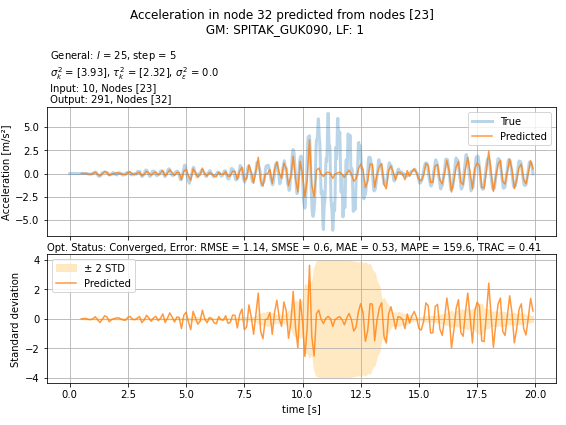 Acceleration in node 32 predicted from nodes [23]
GM: SPITAK_GUK090, LF: 1
General: l = 25, step = 5
σ²ₖ = [3.93], τ²ₖ = [2.32], σ²ε = 0.0
Input: 10, Nodes [23]
Output: 291, Nodes [32]
Acceleration [m/s²]
5.0
2.5
0.0
−2.5
−5.0
True
Predicted
Opt. Status: Converged, Error: RMSE = 1.14, SMSE = 0.6, MAE = 0.53, MAPE = 159.6, TRAC = 0.41
Standard deviation
4
2
0
−2
−4
± 2 STD
Predicted
0.0 2.5 5.0 7.5 10.0 12.5 15.0 17.5 20.0
time [s]